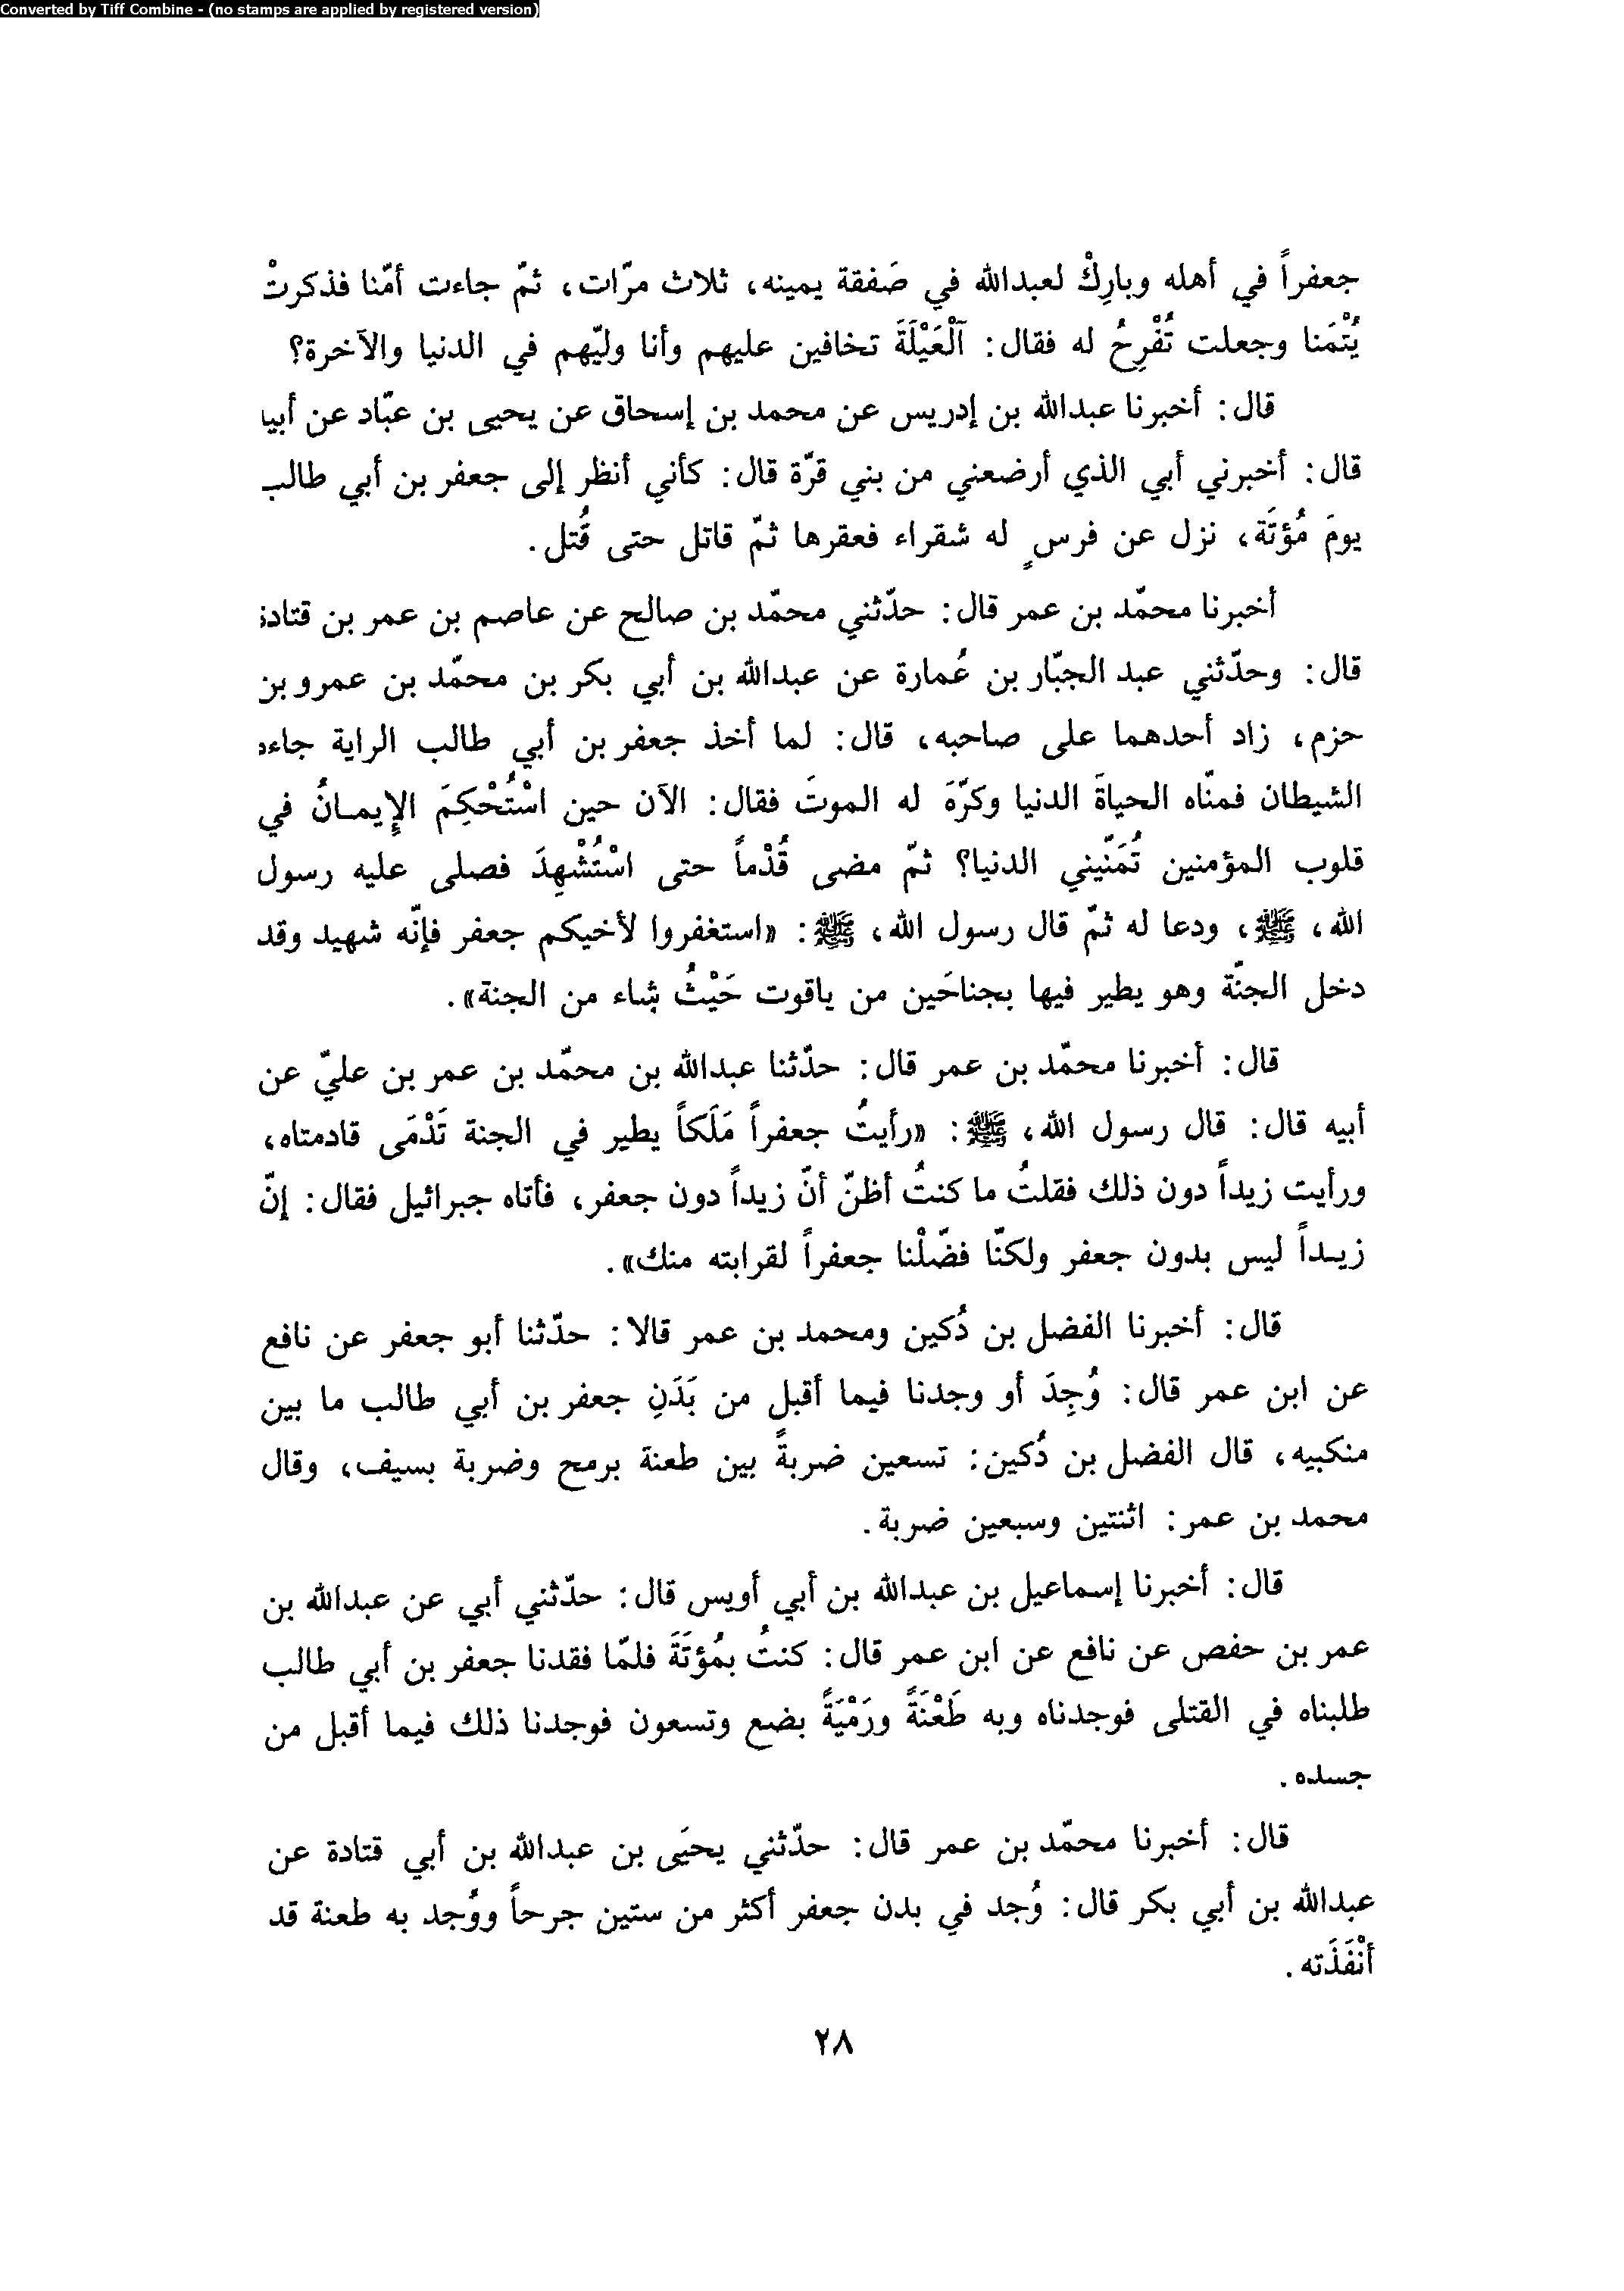 Converted by Tiff Combine - (no stamps are applied by registered version)
جعفراً في أهله وبارِكْ لعبدالله في صَفقة يمينه، ثلاث مرّات، ثمّ جاءت أمّنا فذكرتْ
يُتْمَنا وجعلت تُفْرِحُ له فقال: آلْعَيْلَةَ تخافين عليهم وأنا وليّهم في الدنيا والآخرة؟
قال: أخبرنا عبدالله بن إدريس عن محمد بن إسحاق عن يحيى بن عبّاد عن أبيا
قال: أخبرني أبي الذي أرضعني من بني قرّة قال: كأني أنظر إلى جعفر بن أبي طالب
يومَ مُؤتَة، نزل عن فرسٍ له شقراء فعقرها ثمّ قاتل حتى قُتل.
أخبرنا محمّد بن عمر قال: حدّثني محمّد بن صالح عن عاصم بن عمر بن قتادة
قال: وحدّثني عبد الجبّار بن عُمارة عن عبدالله بن أبي بكر بن محمّد بن عمرو بن
حزم، زاد أحدهما على صاحبه، قال: لما أخذ جعفر بن أبي طالب الراية جاءه
الشيطان فمنّاه الحياةَ الدنيا وكرّهَ له الموتَ فقال: الآن حين اسْتُحْكِمَ الإِيمانُ في
قلوب المؤمنين تُمَنّيني الدنيا؟ ثمّ مضى قُدْماً حتى اسْتُشْهِدَ فصلى عليه رسول
الله، ﷺ، ودعا له ثمّ قال رسول الله، ﷺ: «استغفروا لأخيكم جعفر فإنّه شهيد وقد
دخل الجنّة وهو يطير فيها بجناحَين من ياقوت حَيْثُ شاء من الجنة».
قال: أخبرنا محمّد بن عمر قال: حدّثنا عبدالله بن محمّد بن عمر بن عليّ عن
أبيه قال: قال رسول الله، ﷺ: «رأيتُ جعفراً مَلَكاً يطير في الجنة تَدْمَى قادمتاه،
ورأيت زيداً دون ذلك فقلتُ ما كنتُ أظنّ أنّ زيداً دون جعفر، فأتاه جبرائيل فقال: إنّ
زيداً ليس بدون جعفر ولكنّا فضّلْنا جعفراً لقرابته منك».
قال: أخبرنا الفضل بن دُكين ومحمد بن عمر قالا: حدّثنا أبو جعفر عن نافع
عن ابن عمر قال: وُجِدَ أو وجدنا فيما أقبل من بَدَنِ جعفر بن أبي طالب ما بين
منكبيه، قال الفضل بن دُكين: تسعين ضربةً بين طعنة برمح وضربة بسيف، وقال
محمد بن عمر: اثنتين وسبعين ضربة.
قال: أخبرنا إسماعيل بن عبدالله بن أبي أويس قال: حدّثني أبي عن عبدالله بن
عمر بن حفص عن نافع عن ابن عمر قال: كنتُ بمُؤتَةَ فلمّا فقدنا جعفر بن أبي طالب
طلبناه في القتلى فوجدناه وبه طَعْنَةً ورَمْيَةً بضع وتسعون فوجدنا ذلك فيما أقبل من
جسده.
قال: أخبرنا محمّد بن عمر قال: حدّثني يحيَى بن عبدالله بن أبي قتادة عن
عبدالله بن أبي بكر قال: وُجد في بدن جعفر أكثر من ستين جرحاً ووُجد به طعنة قد
أنْفَذَته.
٢٨